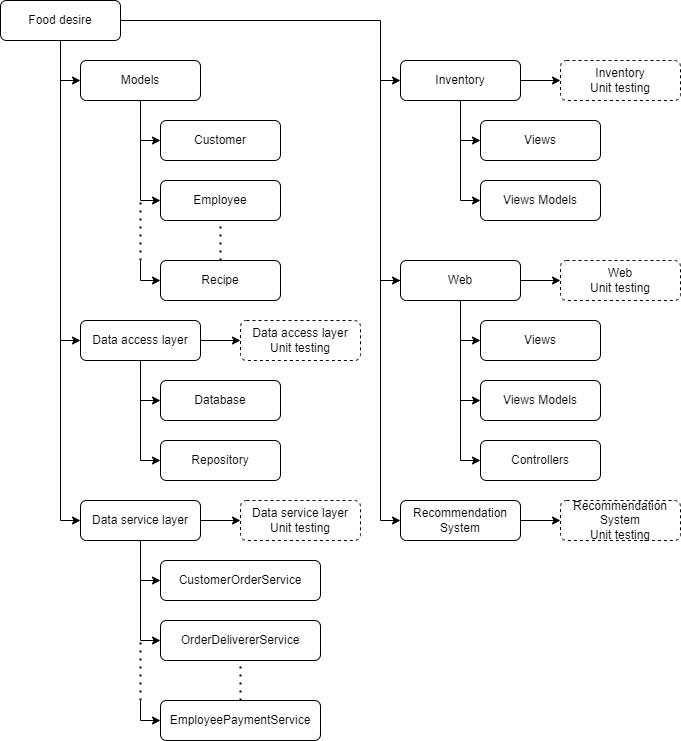 Food desire
Models
Customer
Employee
Recipe
Data access layer
Data access layer
Unit testing
Database
Repository
Data service layer
Data service layer
Unit testing
CustomerOrderService
OrderDelivererService
EmployeePaymentService
Inventory
Inventory
Unit testing
Views
Views Models
Web
Web
Unit testing
Views
Views Models
Controllers
Recommendation
System
Recommendation
System
Unit testing